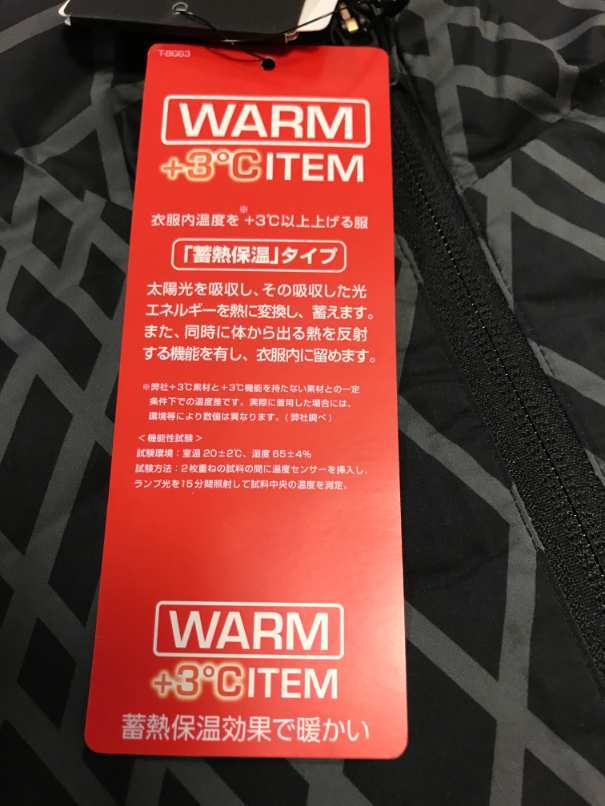 T-BG63
WARM
+3℃ITEM
衣服内温度を※+3℃以上上げる服
「蓄熱保温」タイプ
太陽光を吸収し、その吸収した光
エネルギーを熱に変換し、蓄えます。
また、同時に体から出る熱を反射
する機能を有し、衣服内に留めます。
※弊社+3℃素材と+3℃機能を持たない素材との一定
条件下での温度差です。実際に着用した場合には、
環境等により数値は異なります。(弊社調べ)
＜機能性試験＞
試験環境：室温20±2℃、湿度65±4%
試験方法：2枚重ねの試料の間に温度センサーを挿入し、
ランプ光を15分間照射して試料中央の温度を測定。
WARM
+3℃ITEM
蓄熱保温効果で暖かい